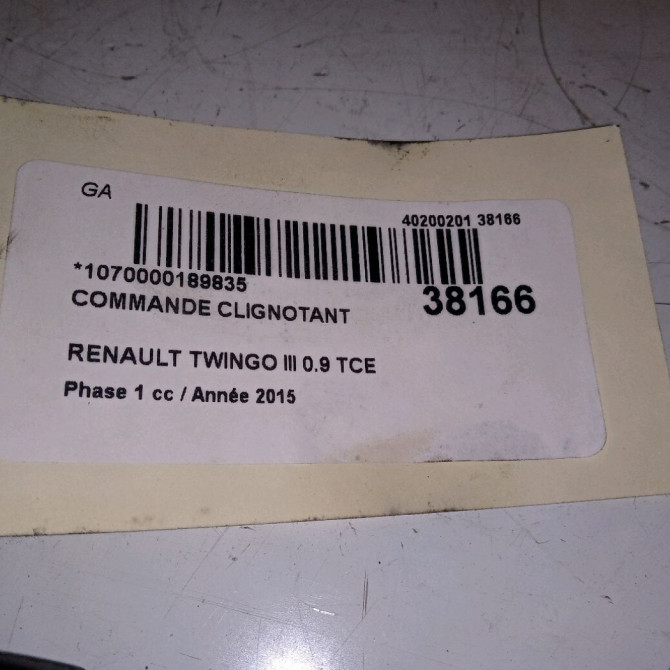 GA
40200201 38166
*1070000189835
38166
COMMANDE CLIGNOTANT
RENAULT TWINGO III 0.9 TCE
Phase 1 cc / Année 2015